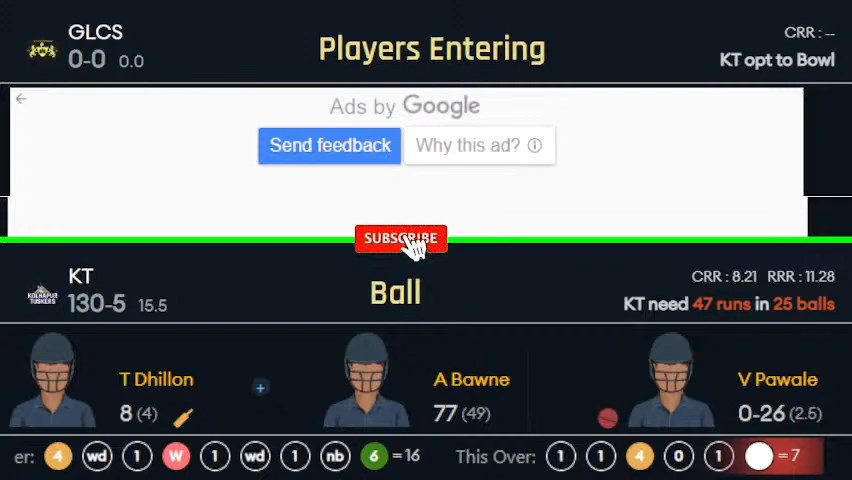 GLCS
0-0 0.0
Players Entering
CRR : --
KT opt to Bowl
Ads by Google
Send feedback
Why this ad?
SUBSCRIBE
KT
130-5 15.5
KOLHAPUR
TUSKERS
Ball
CRR : 8.21 RRR : 11.28
KT need 47 runs in 25 balls
T Dhillon
8 (4)
A Bawne
77 (49)
V Pawale
0-26 (2.5)
er: 4 wd 1 W 1 wd 1 nb 6 = 16
This Over: 1 1 4 0 1 = 7